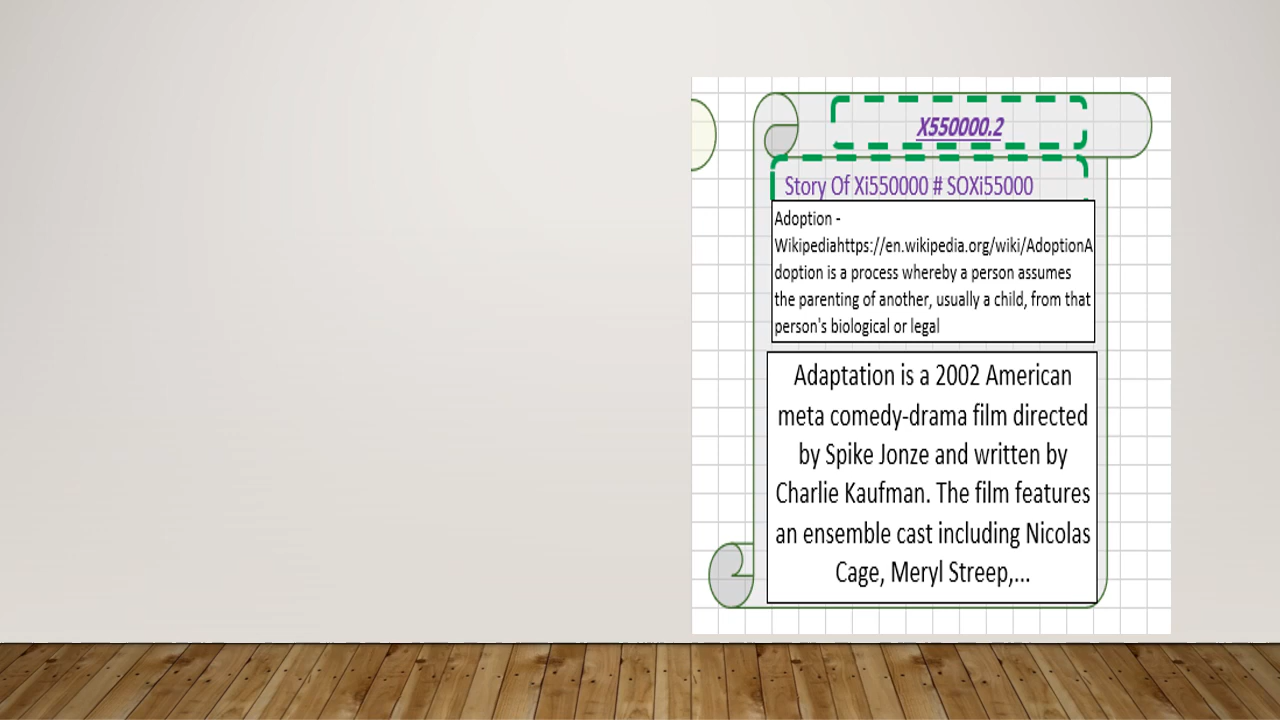 X550000.2
Story Of Xi550000 # SOXi55000
Adoption -
Wikipediahttps://en.wikipedia.org/wiki/AdoptionA
doption is a process whereby a person assumes
the parenting of another, usually a child, from that
person's biological or legal
Adaptation is a 2002 American
meta comedy-drama film directed
by Spike Jonze and written by
Charlie Kaufman. The film features
an ensemble cast including Nicolas
Cage, Meryl Streep,...